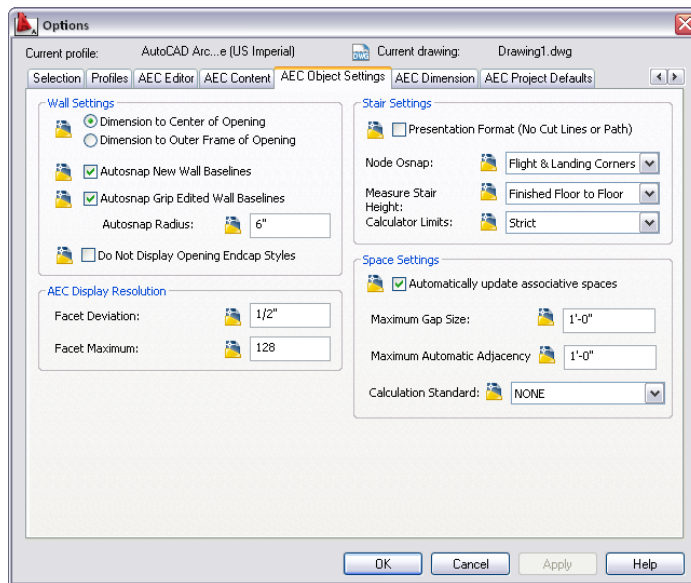 Options
Current profile: AutoCAD Arc...e (US Imperial) Current drawing: Drawing1.dwg
Selection Profiles AEC Editor AEC Content AEC Object Settings AEC Dimension AEC Project Defaults
Wall Settings
Dimension to Center of Opening
Dimension to Outer Frame of Opening
Autosnap New Wall Baselines
Autosnap Grip Edited Wall Baselines
Autosnap Radius: 6"
Do Not Display Opening Endcap Styles
AEC Display Resolution
Facet Deviation: 1/2"
Facet Maximum: 128
Stair Settings
Presentation Format (No Cut Lines or Path)
Node Osnap: Flight & Landing Corners
Measure Stair Height: Finished Floor to Floor
Calculator Limits: Strict
Space Settings
Automatically update associative spaces
Maximum Gap Size: 1'-0"
Maximum Automatic Adjacency 1'-0"
Calculation Standard: NONE
OK Cancel Apply Help